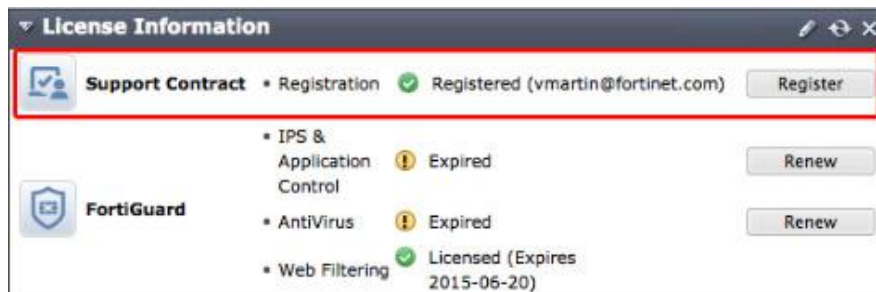 License Information
Support Contract
Registration
Registered (vmartin@fortinet.com)
Register
FortiGuard
IPS &
Application
Control
Expired
Renew
AntiVirus
Expired
Renew
Web Filtering
Licensed (Expires
2015-06-20)